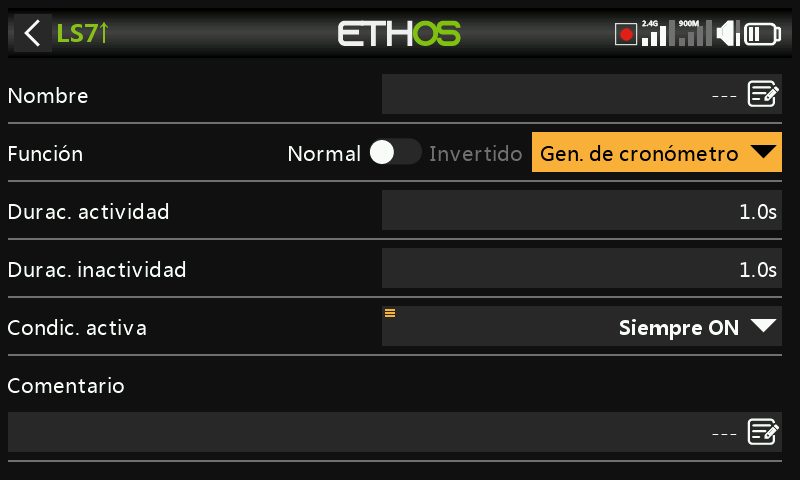 LS7↑ ETHOS 2.4G 900M
Nombre ---
Función Normal Invertido Gen. de cronómetro
Durac. actividad 1.0s
Durac. inactividad 1.0s
Condic. activa Siempre ON
Comentario
---